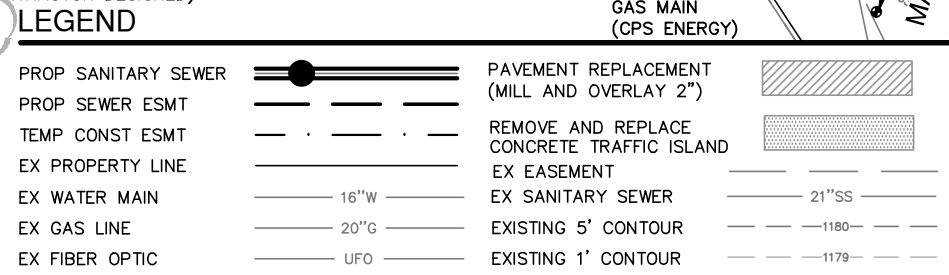 LEGEND
GAS MAIN
(CPS ENERGY)
PROP SANITARY SEWER
PROP SEWER ESMT
TEMP CONST ESMT
EX PROPERTY LINE
EX WATER MAIN 16"W
EX GAS LINE 20"G
EX FIBER OPTIC UFO
PAVEMENT REPLACEMENT
(MILL AND OVERLAY 2")
REMOVE AND REPLACE
CONCRETE TRAFFIC ISLAND
EX EASEMENT
EX SANITARY SEWER 21"SS
EXISTING 5' CONTOUR 1180
EXISTING 1' CONTOUR 1179